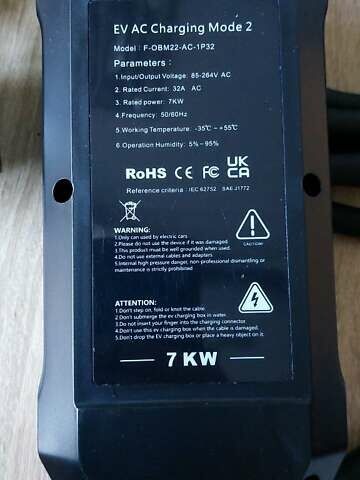 EV AC Charging Mode 2
Model : F-OBM22-AC-1P32
Parameters :
1.Input/Output Voltage: 85-264V AC
2. Rated Current: 32A AC
3. Rated power: 7KW
4.Frequency: 50/60Hz
5.Working Temperature: -35℃~+55℃
6.Operation Humidity: 5%~95%
RoHS CE FC UK CA
Reference criteria : IEC 62752 SAE J1772
WARNING:
1.Only can used by electric cars
2.Please do not use the device if it was damaged
3.This product must be well grounded when used.
4.Do not use external cables and adapters
5.Internal high pressure danger, non-professional dismantling or
maintenance is strictly prohibited
CAUTION!
ATTENTION:
1.Don't step on, fold or knot the cable.
2.Don't submerge the ev charging box in water.
3.Do not insert your finger into the charging connector.
4.Don't use this ev charging box when the cable is damaged.
5.Don't drop the EV charging box or place a heavy object on it.
7 KW